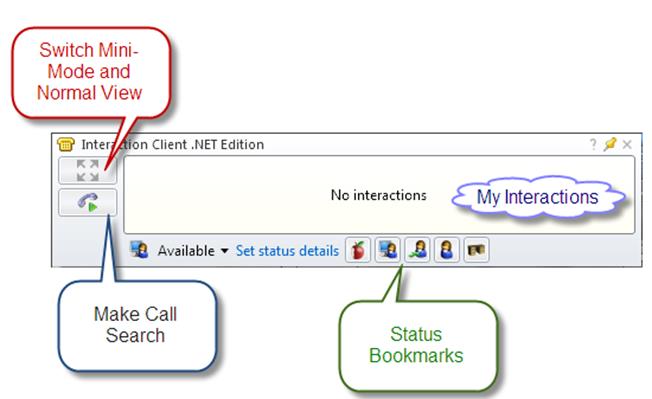 Switch Mini-
Mode and
Normal View
Interaction Client .NET Edition
?
No interactions
My Interactions
Available
Set status details
Make Call
Search
Status
Bookmarks